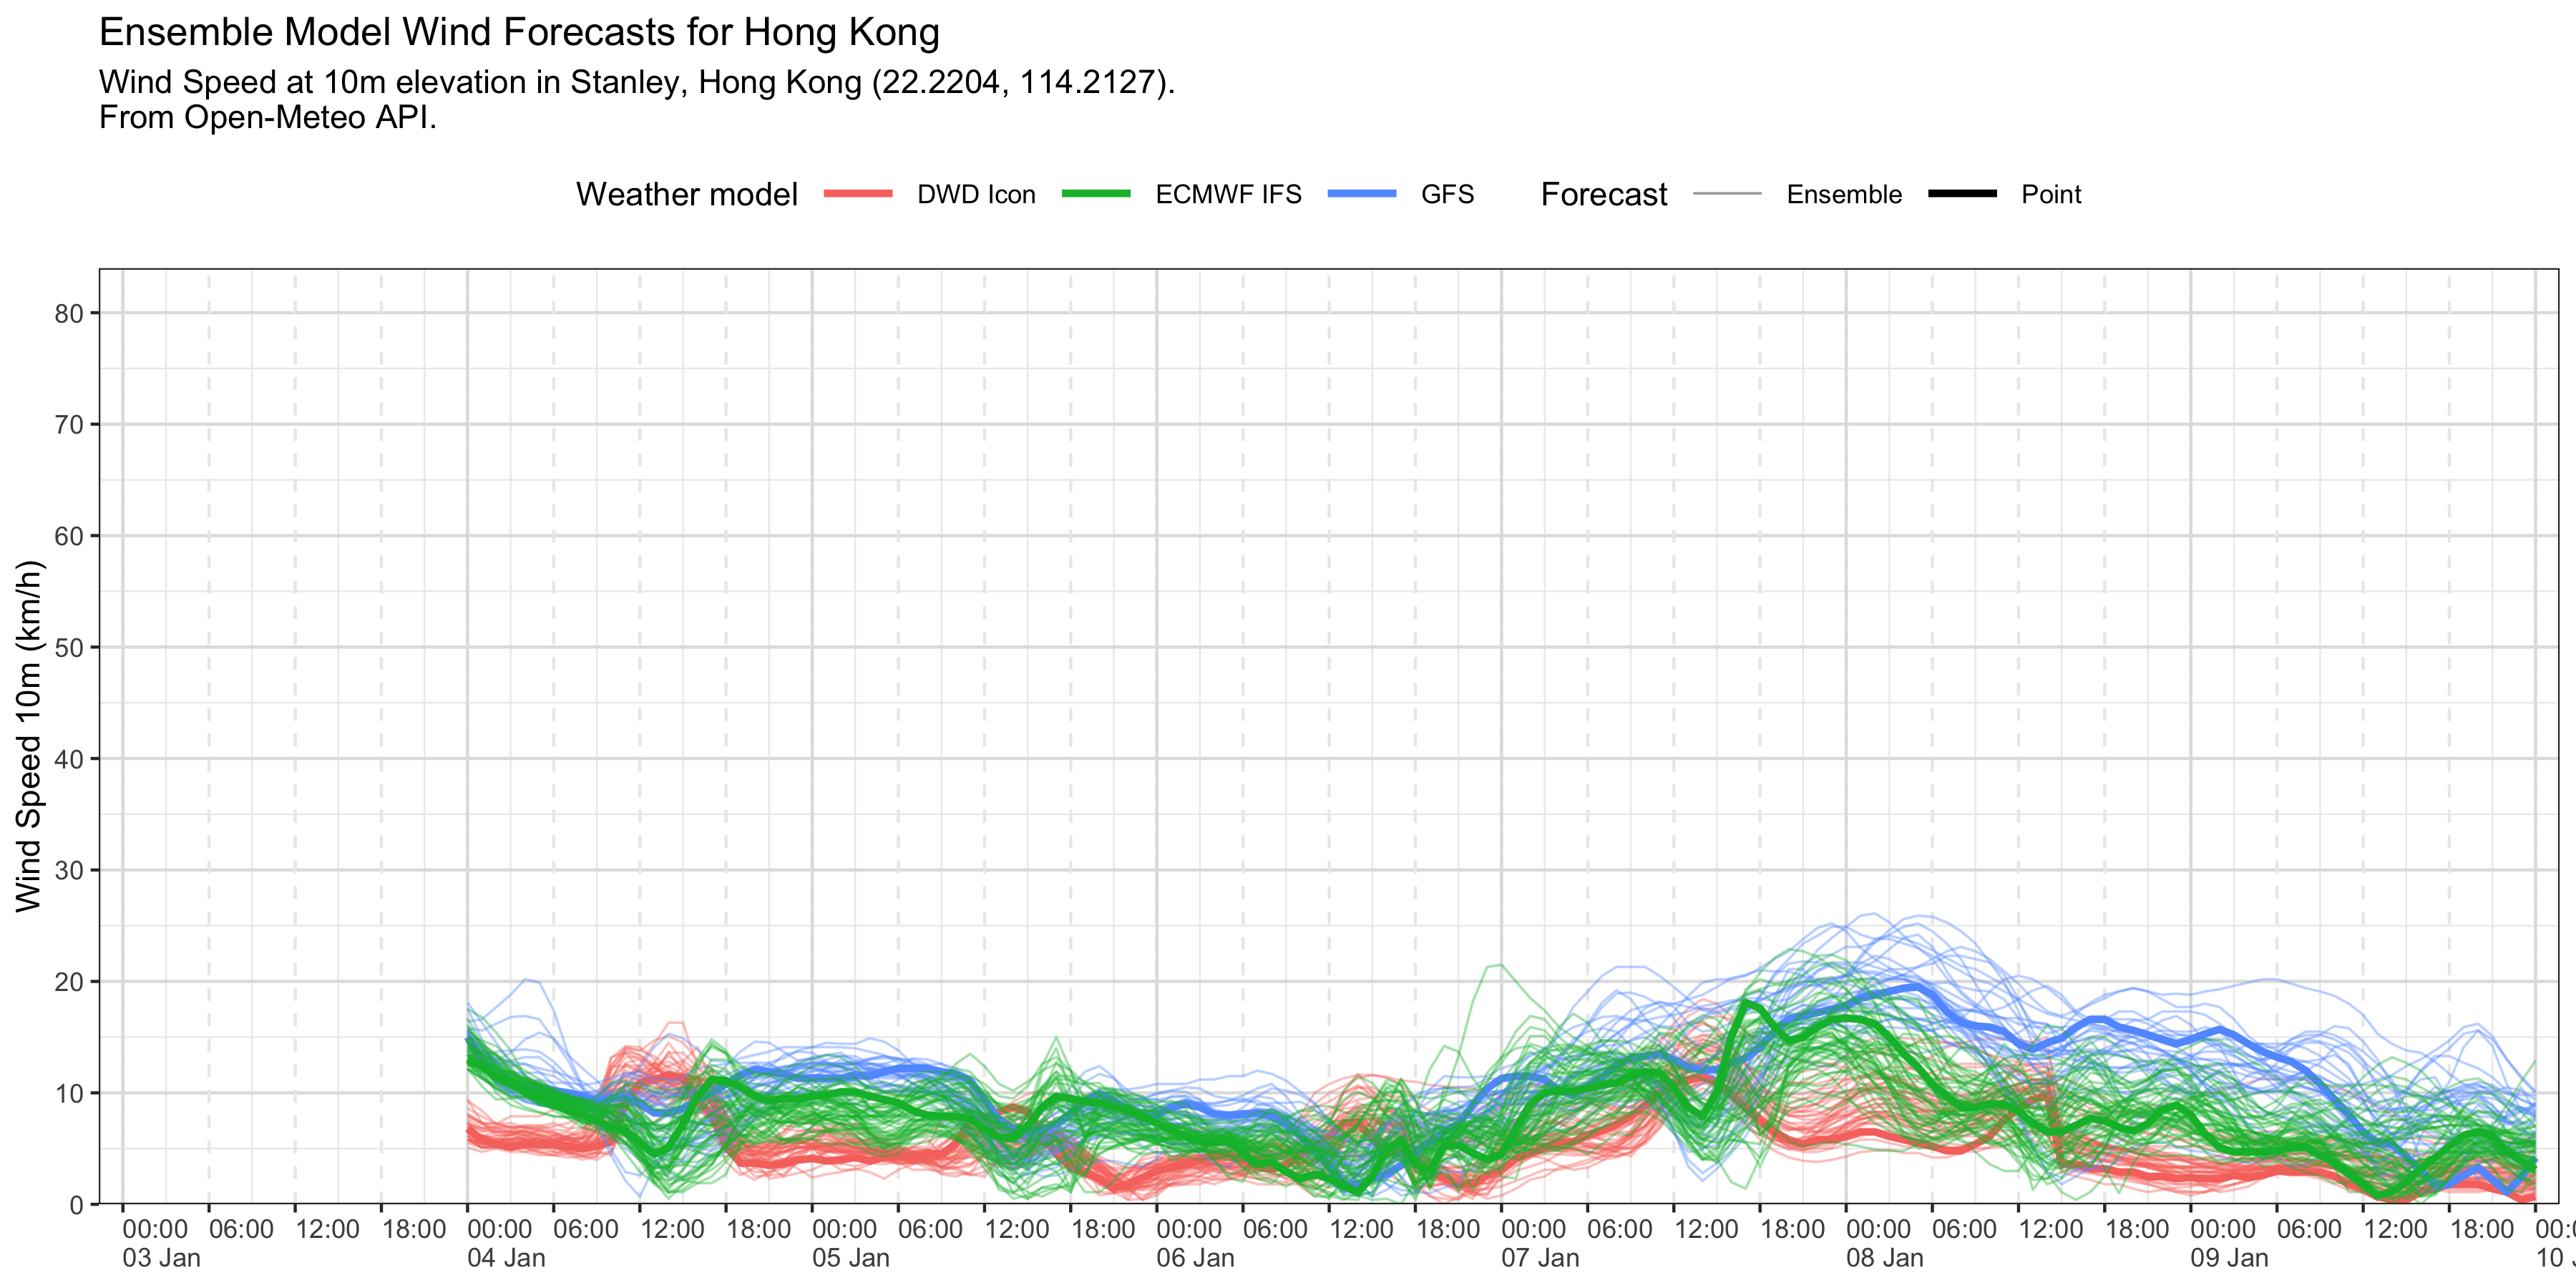 Ensemble Model Wind Forecasts for Hong Kong
Wind Speed at 10m elevation in Stanley, Hong Kong (22.2204, 114.2127).
From Open-Meteo API.
Weather model DWD Icon ECMWF IFS GFS Forecast Ensemble Point
Wind Speed 10m (km/h)
80
70
60
50
40
30
20
10
0
00:00 06:00 12:00 18:00 00:00 06:00 12:00 18:00 00:00 06:00 12:00 18:00 00:00 06:00 12:00 18:00 00:00 06:00 12:00 18:00 00:00 06:00 12:00 18:00 00:00 06:00 12:00 18:00
03 Jan 04 Jan 05 Jan 06 Jan 07 Jan 08 Jan 09 Jan 10